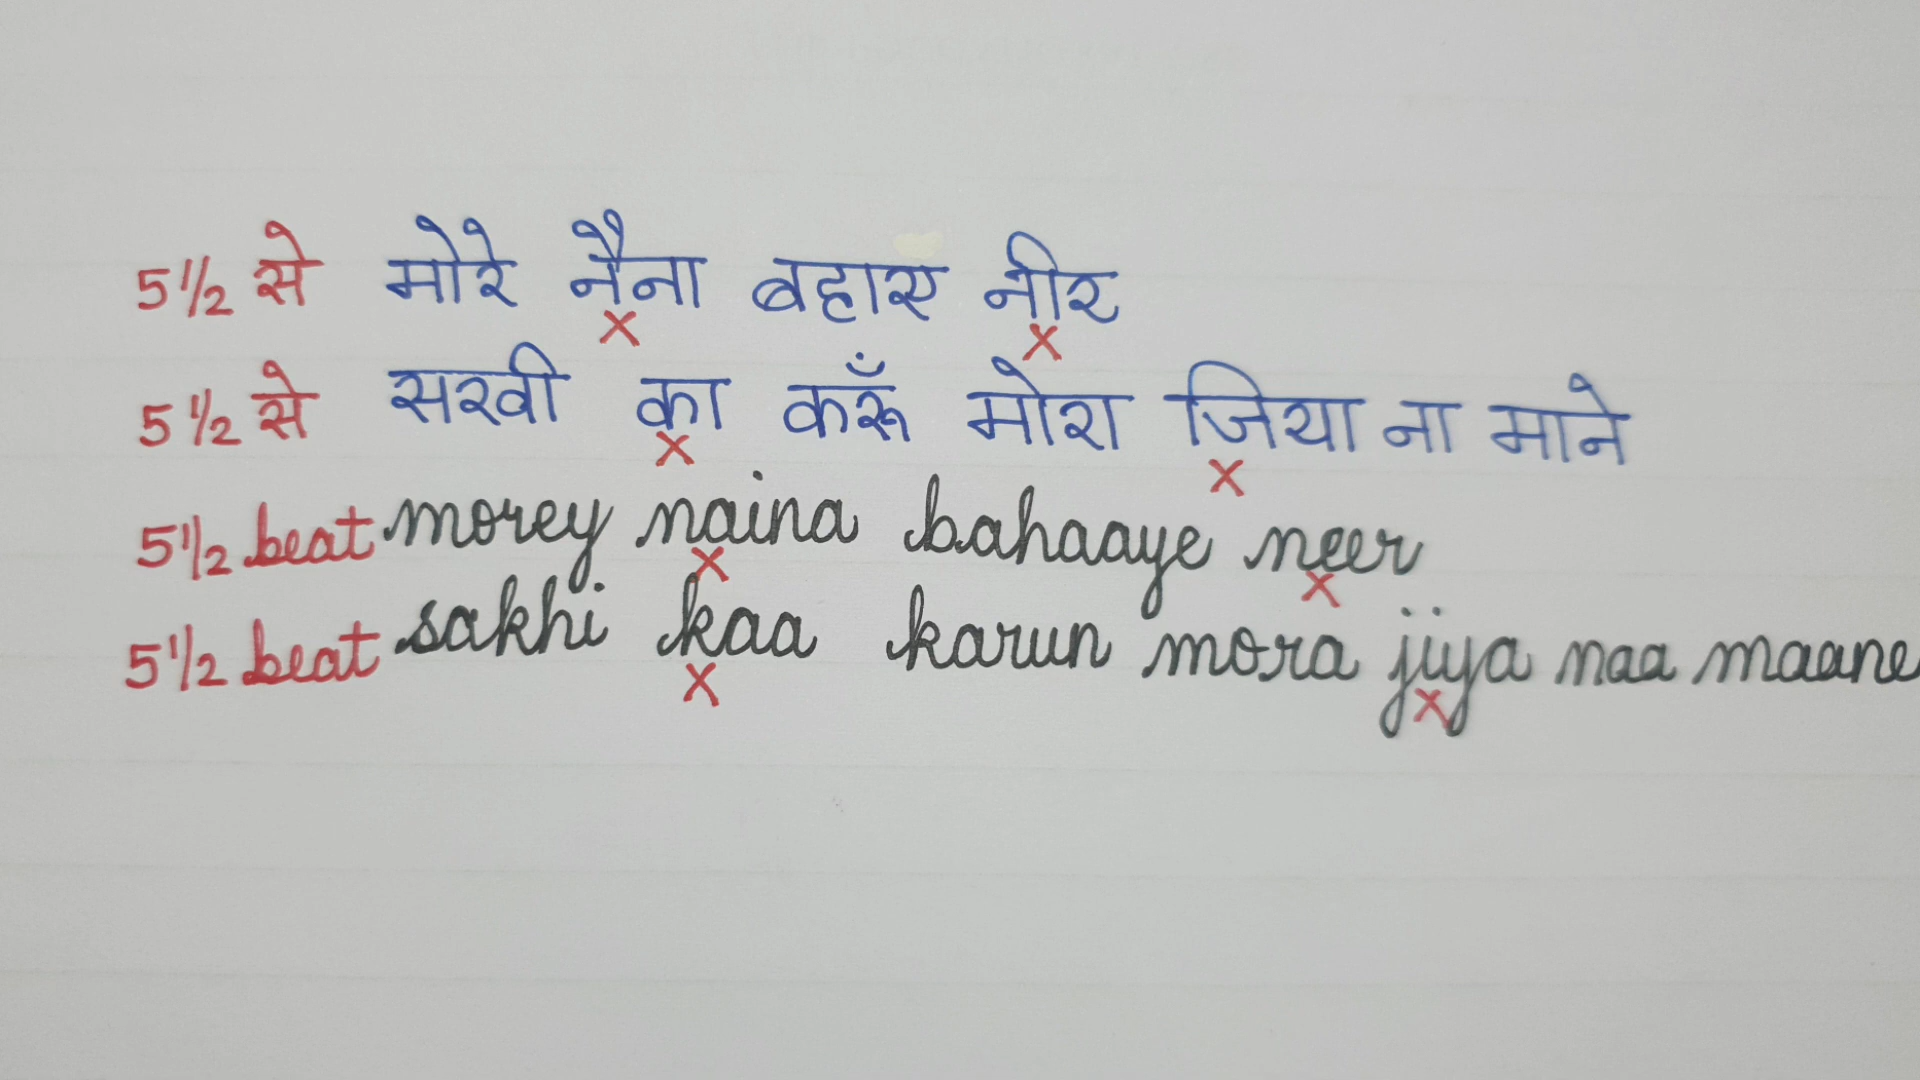 5½ से मोरे नैना बहाए नीर
x x
5½ से सखी का करूँ मोरा जिया ना माने
x x
5½ beat morey naina bahaaye neer
x x
5½ beat sakhi kaa karun mora jiya naa maane
x x